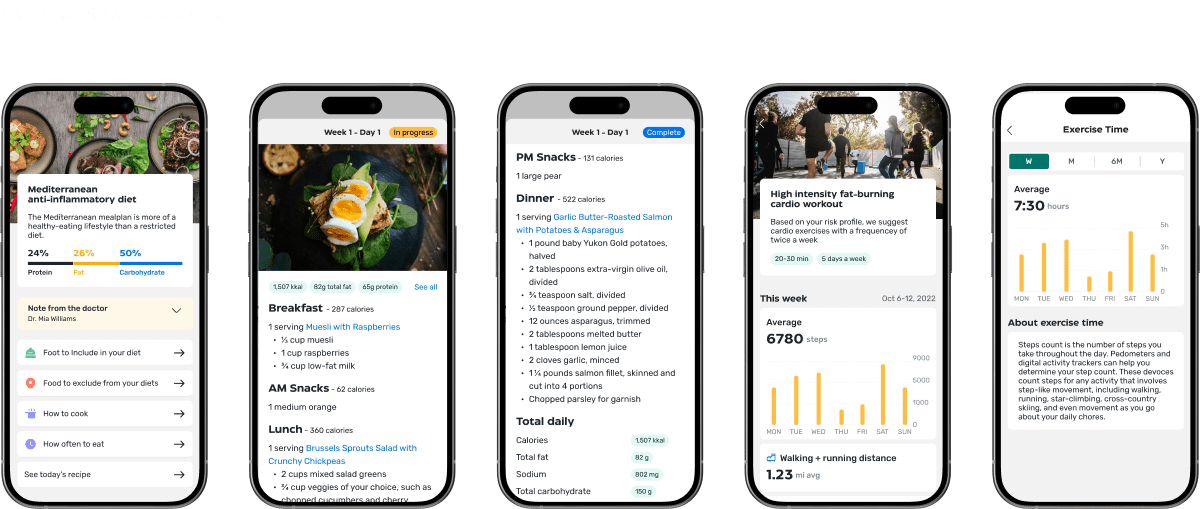 Mediterranean
anti-inflammatory diet
The Mediterranean mealplan is more of a
healthy-eating lifestyle than a restricted
diet.
24% 26% 50%
Protein Fat Carbohydrate
Note from the doctor
Dr. Mia Williams
Foot to Include in your diet
Food to exclude from your diets
How to cook
How often to eat
See today's recipe
Week 1 - Day 1 In progress
1,507 kkal 82g total fat 65g protein See all
Breakfast - 287 calories
1 serving Muesli with Raspberries
• ⅓ cup muesli
• 1 cup raspberries
• ¾ cup low-fat milk
AM Snacks - 62 calories
1 medium orange
Lunch - 360 calories
1 serving Brussels Sprouts Salad with
Crunchy Chickpeas
• 2 cups mixed salad greens
• ¾ cup veggies of your choice, such as
chopped cucumbers and cherry
Week 1 - Day 1 Complete
PM Snacks - 131 calories
1 large pear
Dinner - 522 calories
1 serving Garlic Butter-Roasted Salmon
with Potatoes & Asparagus
• 1 pound baby Yukon Gold potatoes,
halved
• 2 tablespoons extra-virgin olive oil,
divided
• ¾ teaspoon salt, divided
• ½ teaspoon ground pepper, divided
• 12 ounces asparagus, trimmed
• 2 tablespoons melted butter
• 1 tablespoon lemon juice
• 2 cloves garlic, minced
• 1 ¼ pounds salmon fillet, skinned and
cut into 4 portions
• Chopped parsley for garnish
Total daily
Calories 1,507 kkal
Total fat 82 g
Sodium 802 mg
Total carbohydrate 150 g
High intensity fat-burning
cardio workout
Based on your risk profile, we suggest
cardio exercises with a frequencey of
twice a week
20-30 min 5 days a week
This week Oct 6-12, 2022
Average
6780 steps
9000
5000
1000
0
MON TUE WED THU FRI SAT SUN
Walking + running distance
1.23 mi avg
Exercise Time
W M 6M Y
Average
7:30 hours
5h
3h
1h
0
MON TUE WED THU FRI SAT SUN
About exercise time
Steps count is the number of steps you
take throughout the day. Pedometers and
digital activity trackers can help you
determine your step count. These devoces
count steps for any activity that involves
step-like movement, including walking,
running, star-climbing, cross-country
skiing, and even movement as you go
about your daily chores.